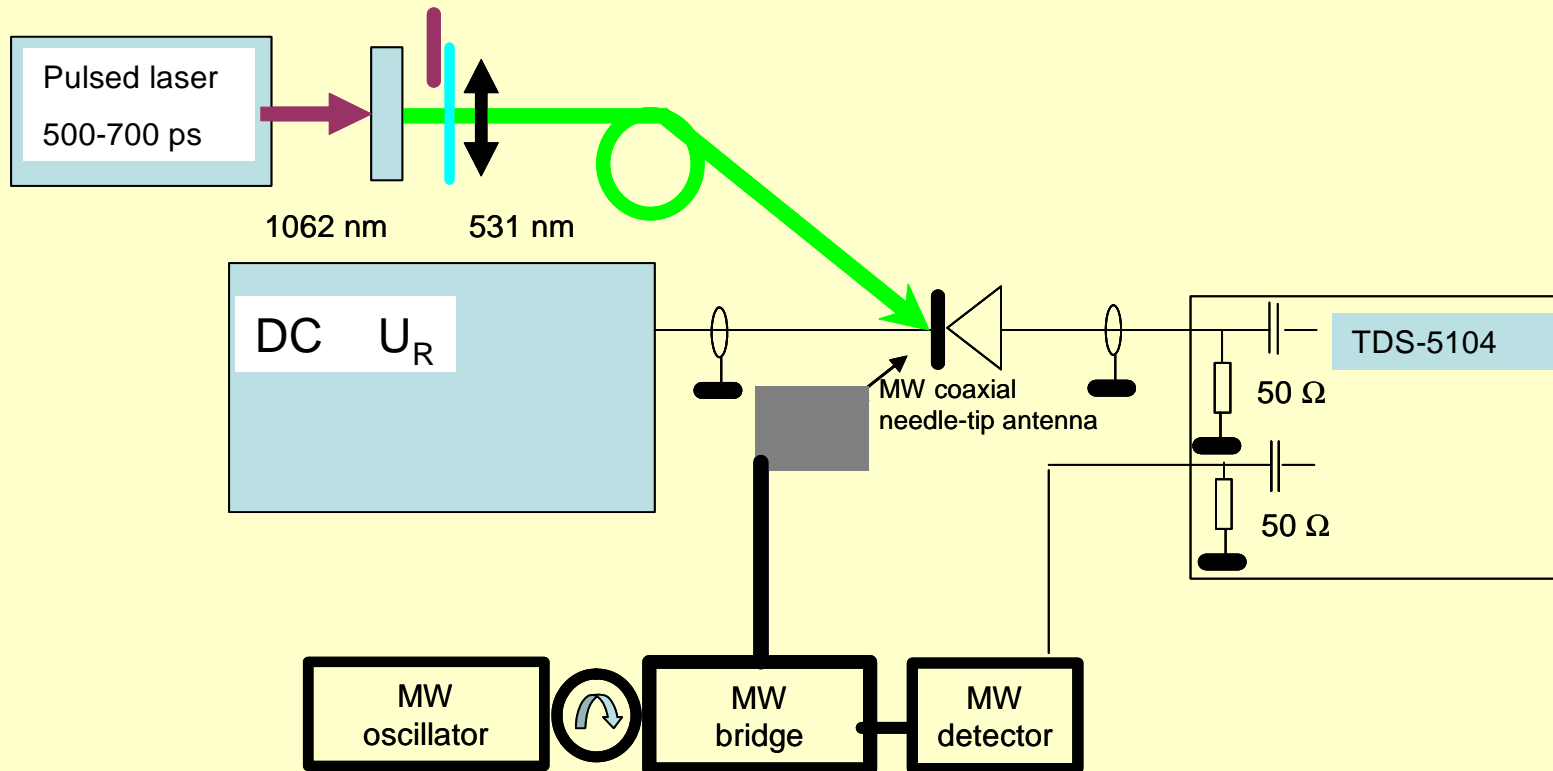 Pulsed laser
500-700 ps
1062 nm
531 nm
DC U_R
TDS-5104
MW coaxial
needle-tip antenna
50 Ω
50 Ω
MW
oscillator
MW
bridge
MW
detector